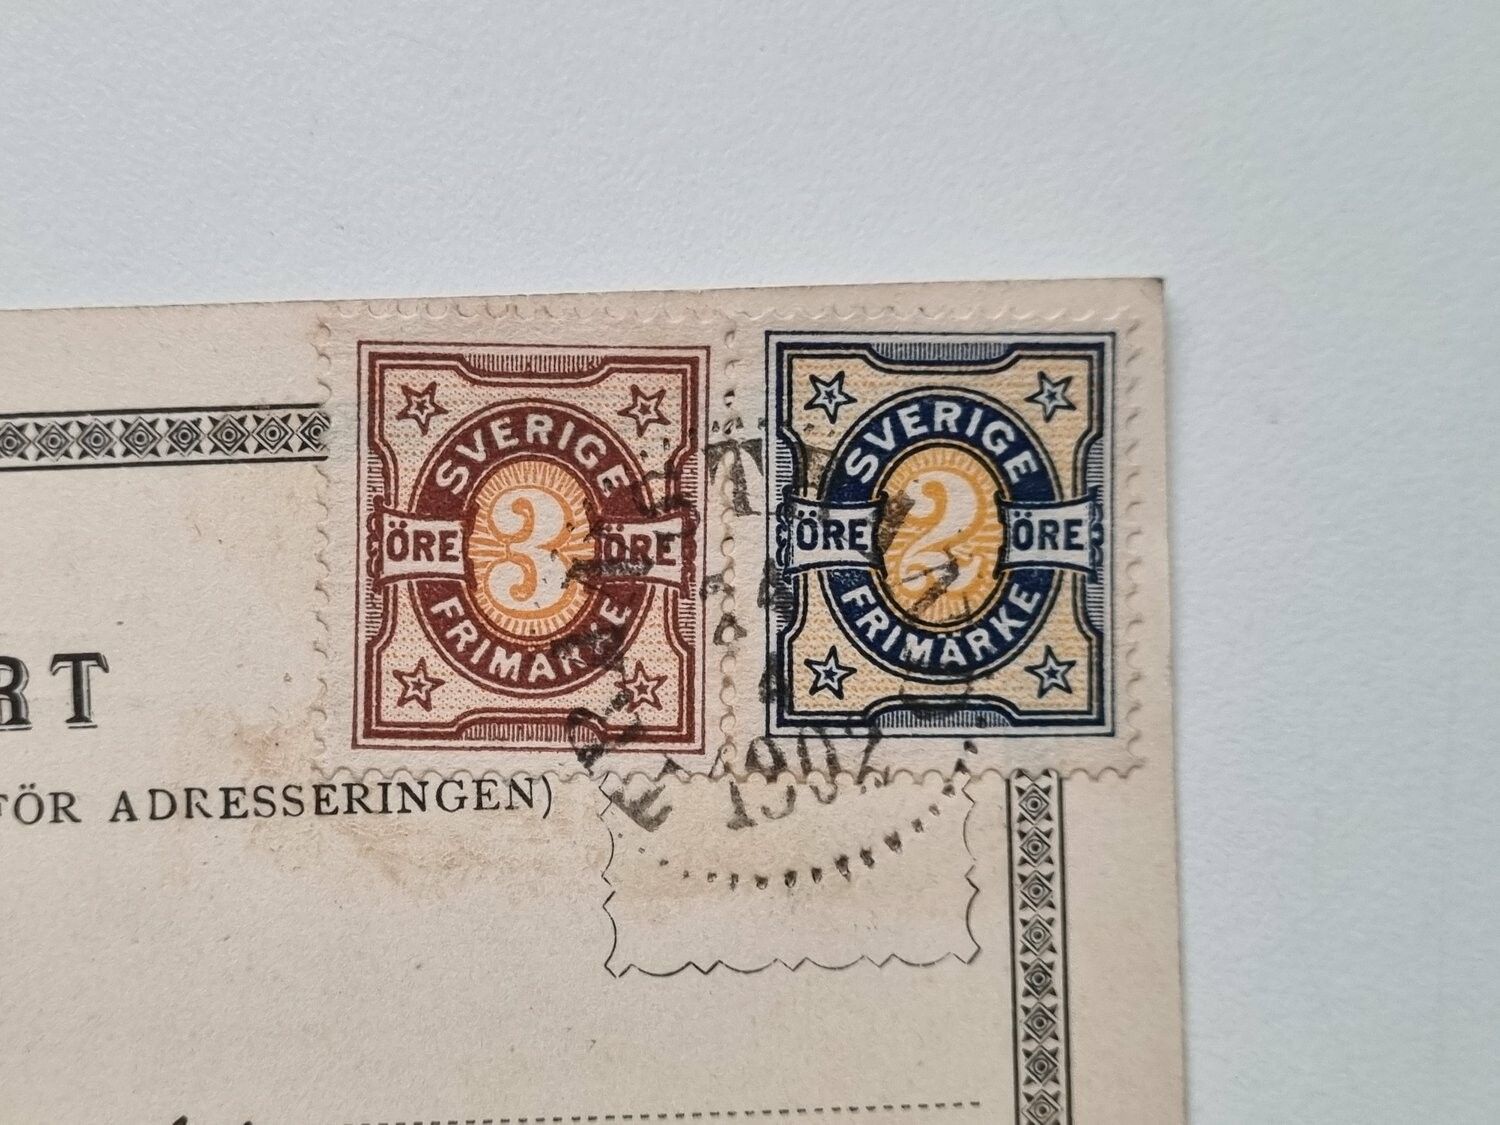 SVERIGE
ÖRE 3 ÖRE
FRIMÄRKE
SVERIGE
ÖRE 2 ÖRE
FRIMÄRKE
1902
RT
FÖR ADRESSERINGEN)